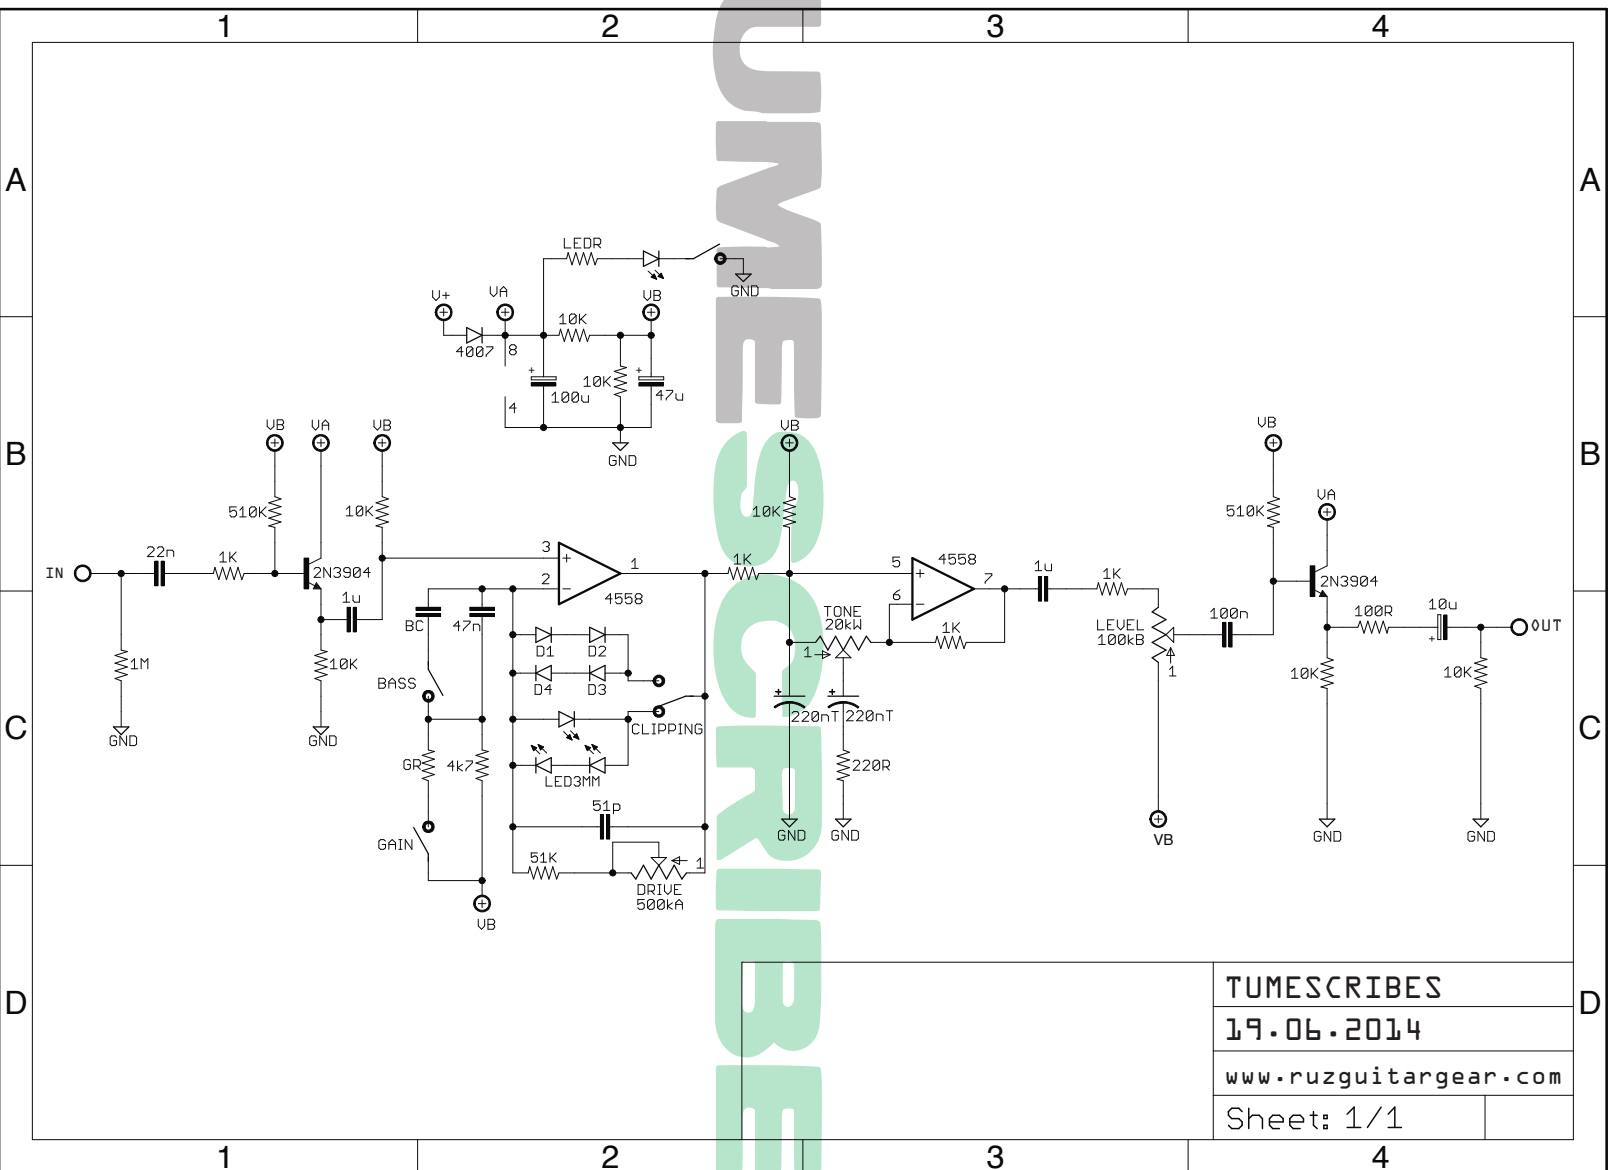 1 2 3 4
A A
LEDR
GND
V+ VA VB
10K
4007 8
10K
100u 47u
4
GND
VB VA VB VB VB
VA
510K 10K 10K 510K
IN 22n 1K 2N3904 3 1 1K 5 4558 7 1u 1K 2N3904
2 4558 6
B B
1u BC 47n TONE 20kW 1K LEVEL 100kB 100n 100R 10u OUT
D1 D2
1 1
1M 10K D4 D3 10K 10K
BASS
220nT 220nT
CLIPPING
GND GND
C C
GR 4k7 LED3MM 220R
51p
GND GND VB GND GND
GAIN
51K 1
DRIVE
500kA
VB
TUMESCRIBES
19.06.2014
www.ruzguitargear.com
Sheet: 1/1
D D
1 2 3 4
UMESCRIBE